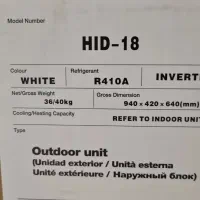 Model Number
HID-18
Colour
Refrigerant
WHITE
R410A
INVERT
Net/Gross Weight
Gross Dimension
36/40kg
940 x 420 x 640(mm)
Cooling/Heating Capacity
REFER TO INDOOR UNIT
Type
Outdoor unit
(Unidad exterior / Unità esterna
Unité extérieure / Наружный блок)